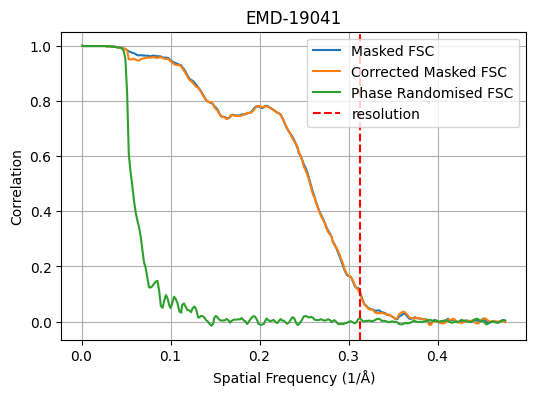 EMD-19041
Masked FSC
Corrected Masked FSC
Phase Randomised FSC
resolution
Correlation
1.0
0.8
0.6
0.4
0.2
0.0
0.0 0.1 0.2 0.3 0.4
Spatial Frequency (1/Å)